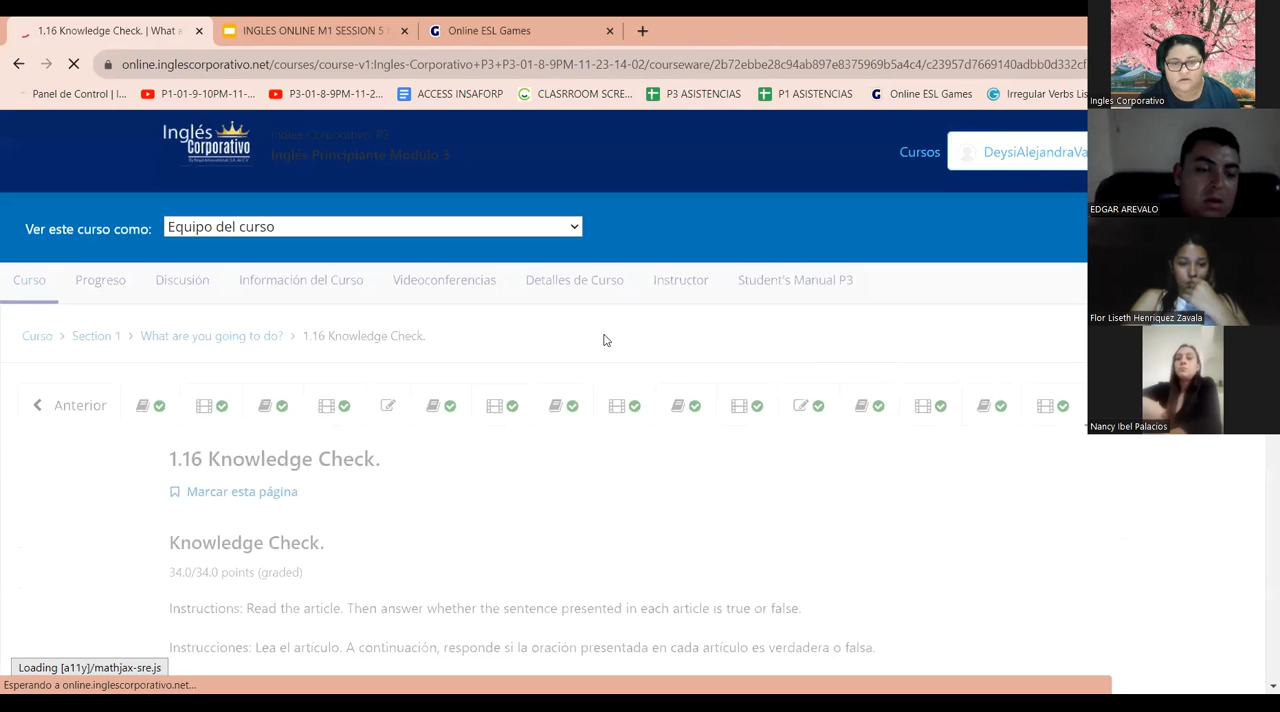 1.16 Knowledge Check. | What a
INGLES ONLINE M1 SESSION 5
Online ESL Games
online.inglescorporativo.net/courses/course-v1:Ingles-Corporativo+P3+P3-01-8-9PM-11-23-14-02/courseware/2b72ebbe28c94ab897e8375969b5a4c4/c23957d7669140adbb0d332cf
Panel de Control | I...
P1-01-9-10PM-11-...
P3-01-8-9PM-11-2...
ACCESS INSAFORP
CLASRROOM SCRE...
P3 ASISTENCIAS
P1 ASISTENCIAS
Online ESL Games
Irregular Verbs Lis
Inglés
Corporativo
Ingles Corporativo. P3
Inglés Principiante Modulo 3
Cursos
DeysiAlejandraVa
Ver este curso como:
Equipo del curso
Curso
Progreso
Discusión
Información del Curso
Videoconferencias
Detalles de Curso
Instructor
Student's Manual P3
Curso > Section 1 > What are you going to do? > 1.16 Knowledge Check.
Anterior
1.16 Knowledge Check.
Marcar esta página
Knowledge Check.
34.0/34.0 points (graded)
Instructions: Read the article. Then answer whether the sentence presented in each article is true or false.
Instrucciones: Lea el artículo. A continuación, responde si la oración presentada en cada artículo es verdadera o falsa.
Loading [a11y]/mathjax-sre.js
Esperando a online.inglescorporativo.net...
Ingles Corporativo
EDGAR AREVALO
Flor Liseth Henriquez Zavala
Nancy Ibel Palacios